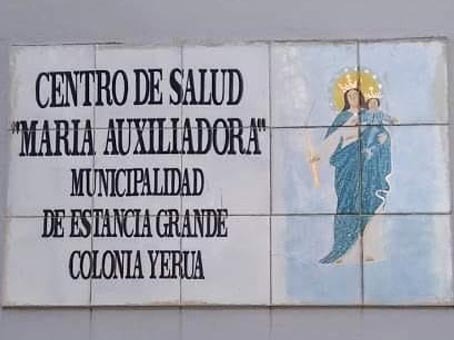 CENTRO DE SALUD
"MARIA AUXILIADORA"
MUNICIPALIDAD
DE ESTANCIA GRANDE
COLONIA YERUA